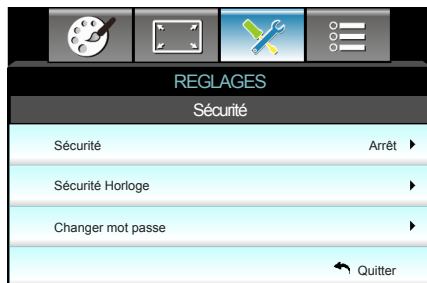 REGLAGES
Sécurité
Sécurité Arrêt
Sécurité Horloge
Changer mot passe
Quitter